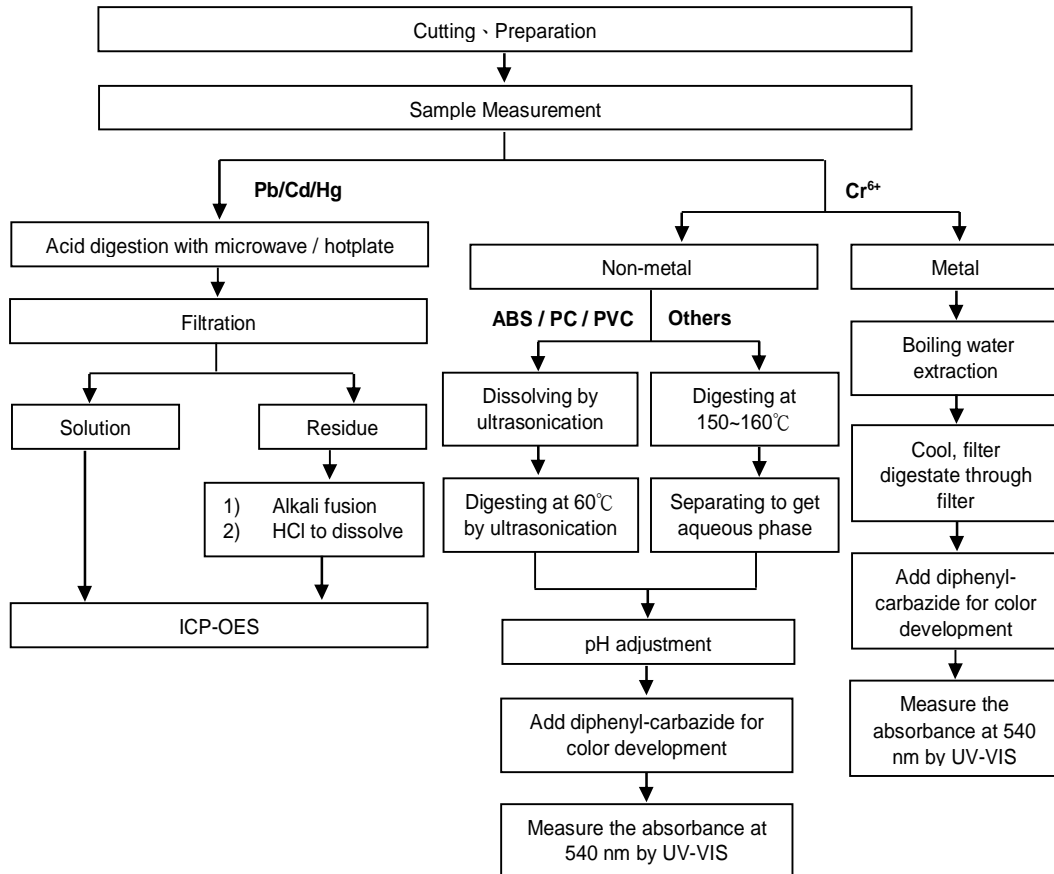 Cutting、Preparation
Sample Measurement
Pb/Cd/Hg
Cr⁶⁺
Acid digestion with microwave / hotplate
Non-metal
Metal
Filtration
ABS / PC / PVC
Others
Boiling water
extraction
Solution
Residue
Dissolving by
ultrasonication
Digesting at
150~160℃
Cool, filter
digestate through
filter
1) Alkali fusion
2) HCl to dissolve
Digesting at 60℃
by ultrasonication
Separating to get
aqueous phase
Add diphenyl-
carbazide for color
development
ICP-OES
pH adjustment
Measure the
absorbance at 540
nm by UV-VIS
Add diphenyl-carbazide for
color development
Measure the absorbance at
540 nm by UV-VIS